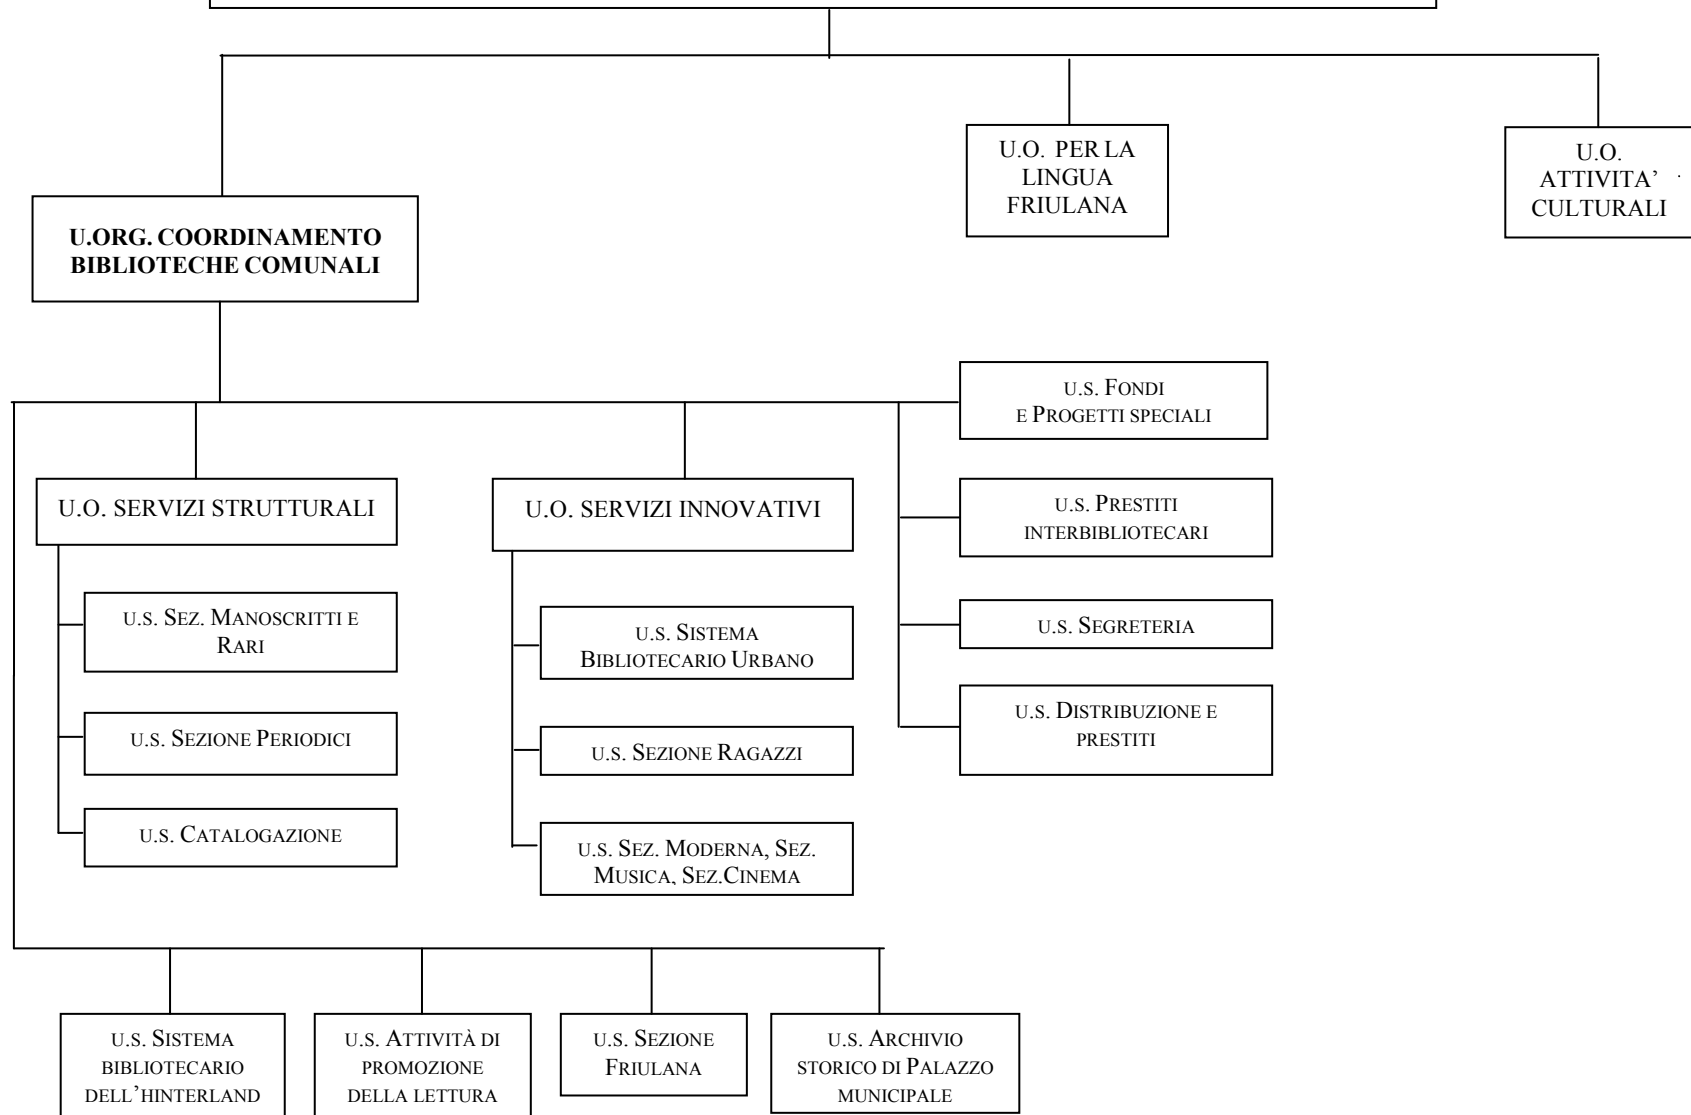 U.O. PER LA
LINGUA
FRIULANA
U.O.
ATTIVITA’
CULTURALI
U.ORG. COORDINAMENTO
BIBLIOTECHE COMUNALI
U.S. FONDI
E PROGETTI SPECIALI
U.O. SERVIZI STRUTTURALI
U.O. SERVIZI INNOVATIVI
U.S. PRESTITI
INTERBIBLIOTECARI
U.S. SEZ. MANOSCRITTI E
RARI
U.S. SISTEMA
BIBLIOTECARIO URBANO
U.S. SEGRETERIA
U.S. SEZIONE PERIODICI
U.S. SEZIONE RAGAZZI
U.S. DISTRIBUZIONE E
PRESTITI
U.S. CATALOGAZIONE
U.S. SEZ. MODERNA, SEZ.
MUSICA, SEZ.CINEMA
U.S. SISTEMA
BIBLIOTECARIO
DELL’HINTERLAND
U.S. ATTIVITÀ DI
PROMOZIONE
DELLA LETTURA
U.S. SEZIONE
FRIULANA
U.S. ARCHIVIO
STORICO DI PALAZZO
MUNICIPALE